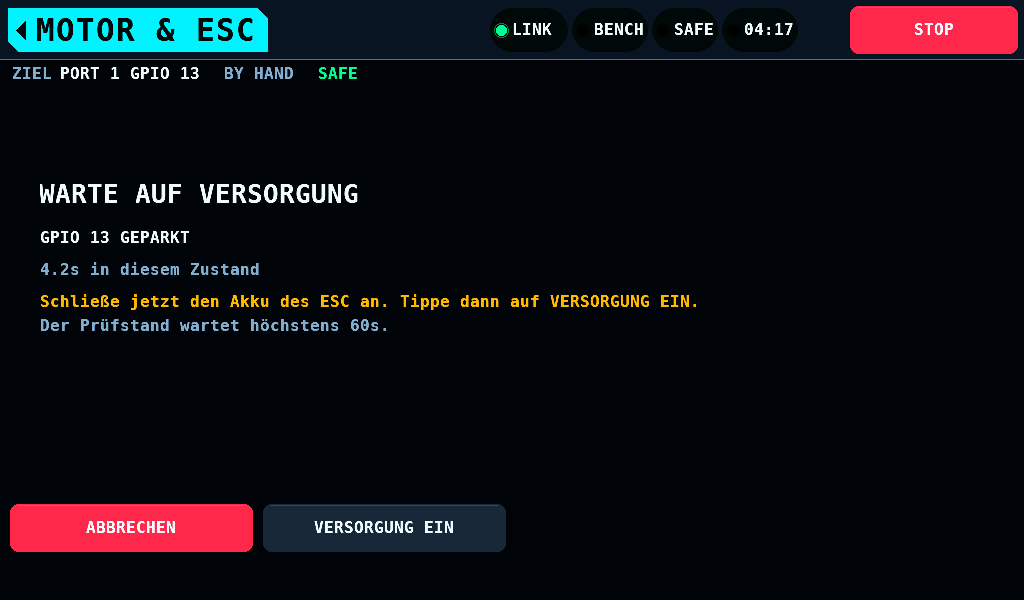 MOTOR & ESC
LINK BENCH SAFE 04:17 STOP
ZIEL PORT 1 GPIO 13 BY HAND SAFE
WARTE AUF VERSORGUNG
GPIO 13 GEPARKT
4.2s in diesem Zustand
Schließe jetzt den Akku des ESC an. Tippe dann auf VERSORGUNG EIN.
Der Prüfstand wartet höchstens 60s.
ABBRECHEN VERSORGUNG EIN